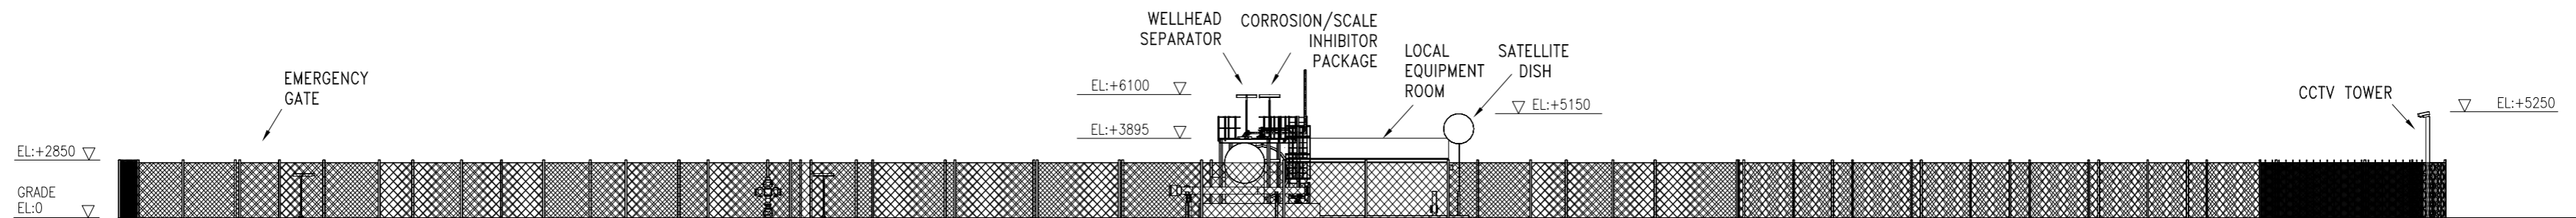 EMERGENCY
GATE
EL:+2850
GRADE
EL:0
WELLHEAD
SEPARATOR
CORROSION/SCALE
INHIBITOR
PACKAGE
EL:+6100
EL:+3895
LOCAL
EQUIPMENT
ROOM
SATELLITE
DISH
EL:+5150
CCTV TOWER
EL:+5250